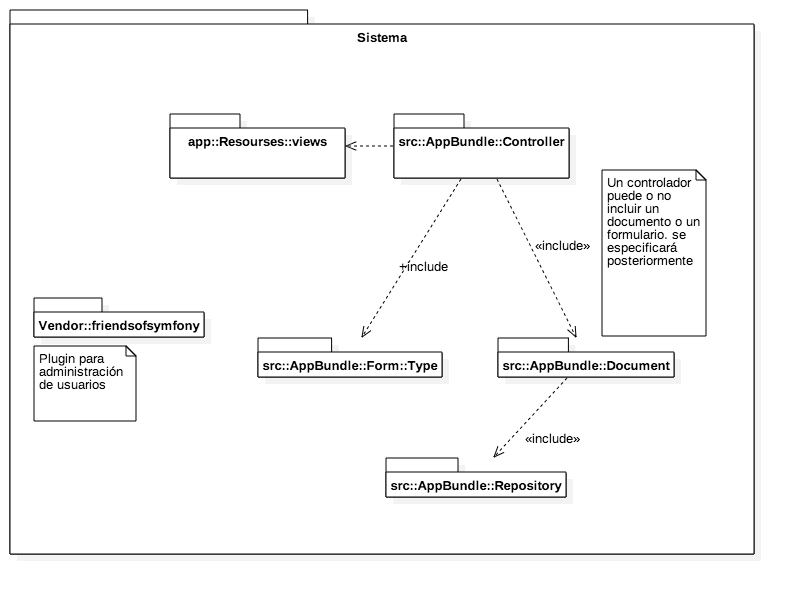 Sistema
app::Resourses::views
src::AppBundle::Controller
Un controlador
puede o no
incluir un
documento o un
formulario. se
especificará
posteriormente
«include»
+include
Vendor::friendsofsymfony
Plugin para
administración
de usuarios
src::AppBundle::Form::Type
src::AppBundle::Document
«include»
src::AppBundle::Repository